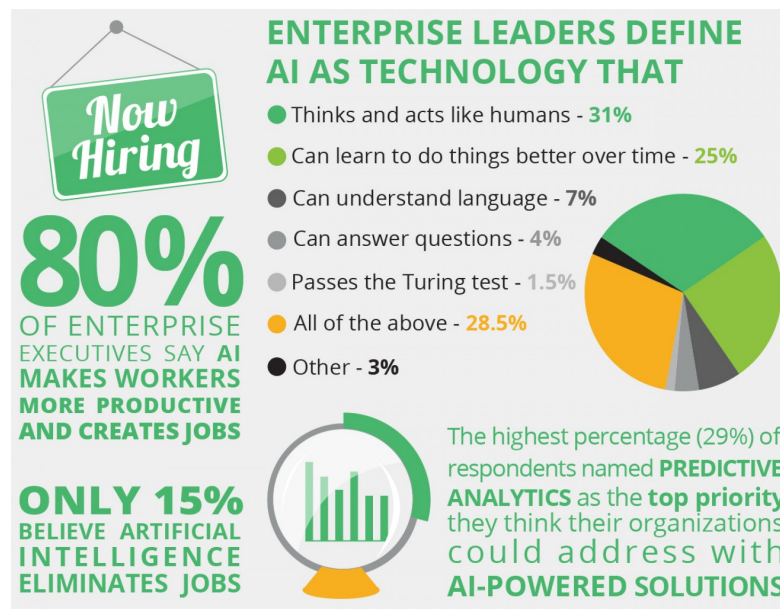 Now
Hiring
80%
OF ENTERPRISE
EXECUTIVES SAY AI
MAKES WORKERS
MORE PRODUCTIVE
AND CREATES JOBS
ONLY 15%
BELIEVE ARTIFICIAL
INTELLIGENCE
ELIMINATES JOBS
ENTERPRISE LEADERS DEFINE
AI AS TECHNOLOGY THAT
Thinks and acts like humans - 31%
Can learn to do things better over time - 25%
Can understand language - 7%
Can answer questions - 4%
Passes the Turing test - 1.5%
All of the above - 28.5%
Other - 3%
The highest percentage (29%) of
respondents named PREDICTIVE
ANALYTICS as the top priority
they think their organizations
could address with
AI-POWERED SOLUTIONS